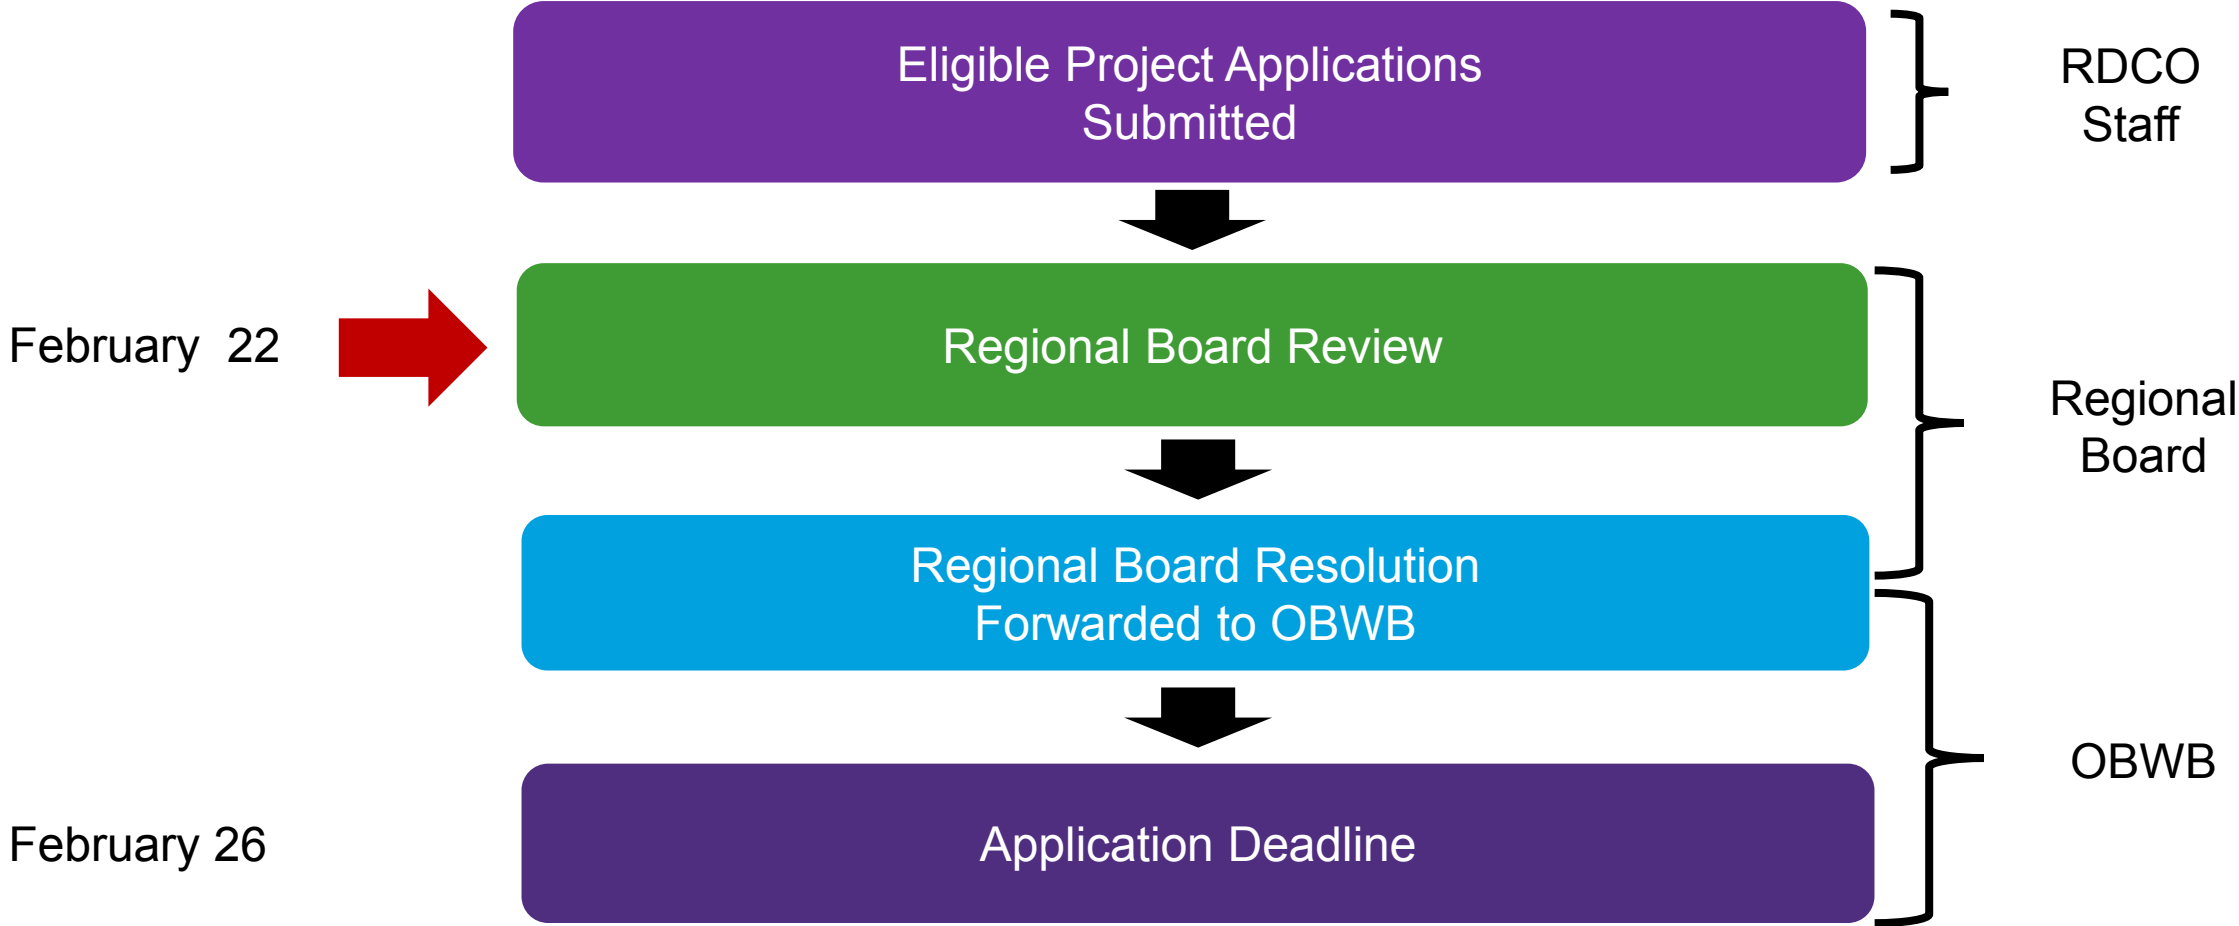 Eligible Project Applications
Submitted
RDCO
Staff
February 22
Regional Board Review
Regional
Board
Regional Board Resolution
Forwarded to OBWB
OBWB
February 26
Application Deadline